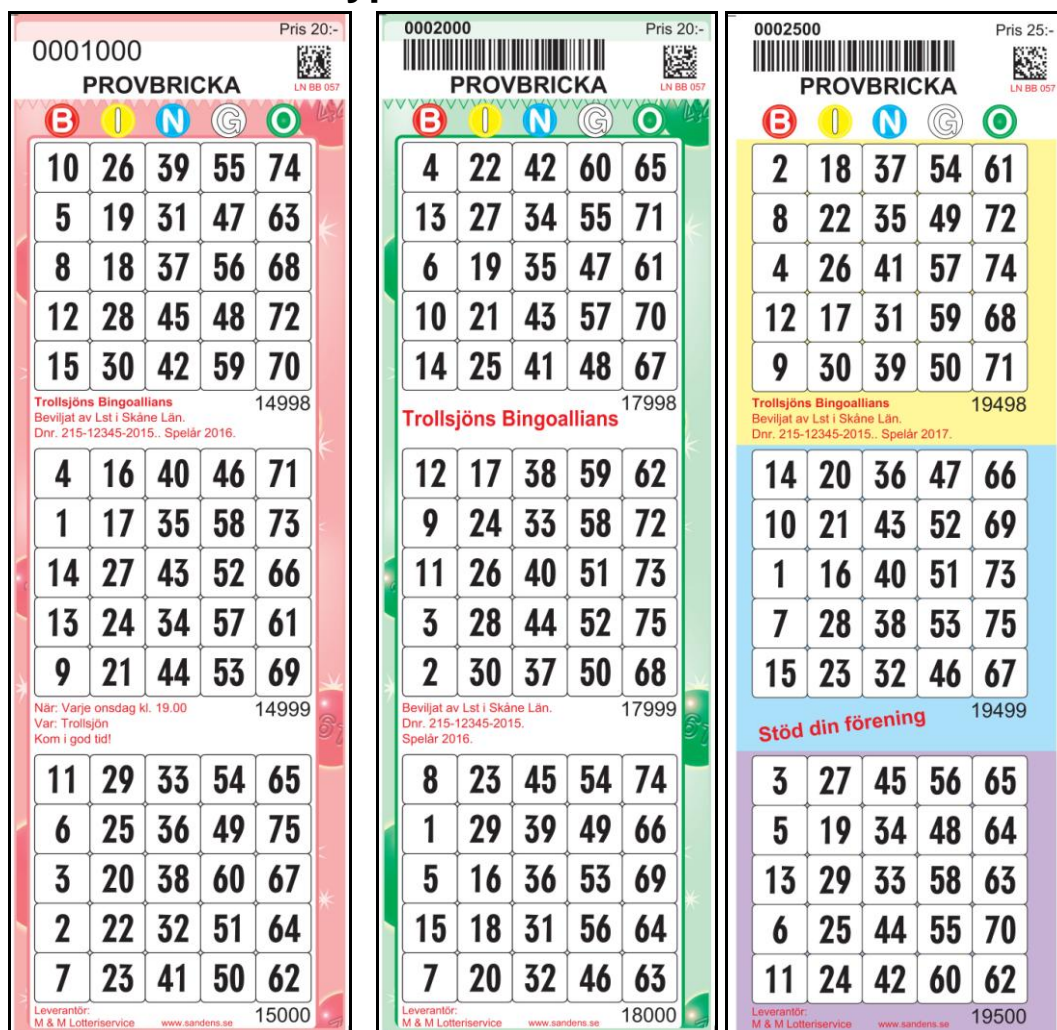 Pris 20:-
0001000
PROVBRICKA
LN BB 057
B I N G O
10 26 39 55 74
5 19 31 47 63
8 18 37 56 68
12 28 45 48 72
15 30 42 59 70
Trollsjöns Bingoallians 14998
Beviljat av Lst i Skåne Län.
Dnr. 215-12345-2015.. Spelår 2016.
4 16 40 46 71
1 17 35 58 73
14 27 43 52 66
13 24 34 57 61
9 21 44 53 69
När: Varje onsdag kl. 19.00 14999
Var: Trollsjön
Kom i god tid!
11 29 33 54 65
6 25 36 49 75
3 20 38 60 67
2 22 32 51 64
7 23 41 50 62
Leverantör: 15000
M & M Lotteriservice www.sandens.se
0002000 Pris 20:-
PROVBRICKA
LN BB 057
B I N G O
4 22 42 60 65
13 27 34 55 71
6 19 35 47 61
10 21 43 57 70
14 25 41 48 67
17998
Trollsjöns Bingoallians
12 17 38 59 62
9 24 33 58 72
11 26 40 51 73
3 28 44 52 75
2 30 37 50 68
Beviljat av Lst i Skåne Län. 17999
Dnr. 215-12345-2015.
Spelår 2016.
8 23 45 54 74
1 29 39 49 66
5 16 36 53 69
15 18 31 56 64
7 20 32 46 63
Leverantör: 18000
M & M Lotteriservice www.sandens.se
0002500 Pris 25:-
PROVBRICKA
LN BB 057
B I N G O
2 18 37 54 61
8 22 35 49 72
4 26 41 57 74
12 17 31 59 68
9 30 39 50 71
Trollsjöns Bingoallians 19498
Beviljat av Lst i Skåne Län.
Dnr. 215-12345-2015.. Spelår 2017.
14 20 36 47 66
10 21 43 52 69
1 16 40 51 73
7 28 38 53 75
15 23 32 46 67
19499
Stöd din förening
3 27 45 56 65
5 19 34 48 64
13 29 33 58 63
6 25 44 55 70
11 24 42 60 62
Leverantör: 19500
M & M Lotteriservice www.sandens.se